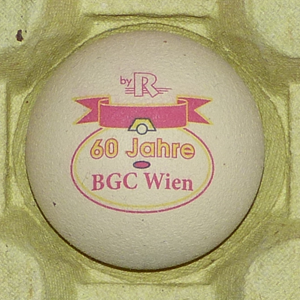 by R
60 Jahre
BGC Wien